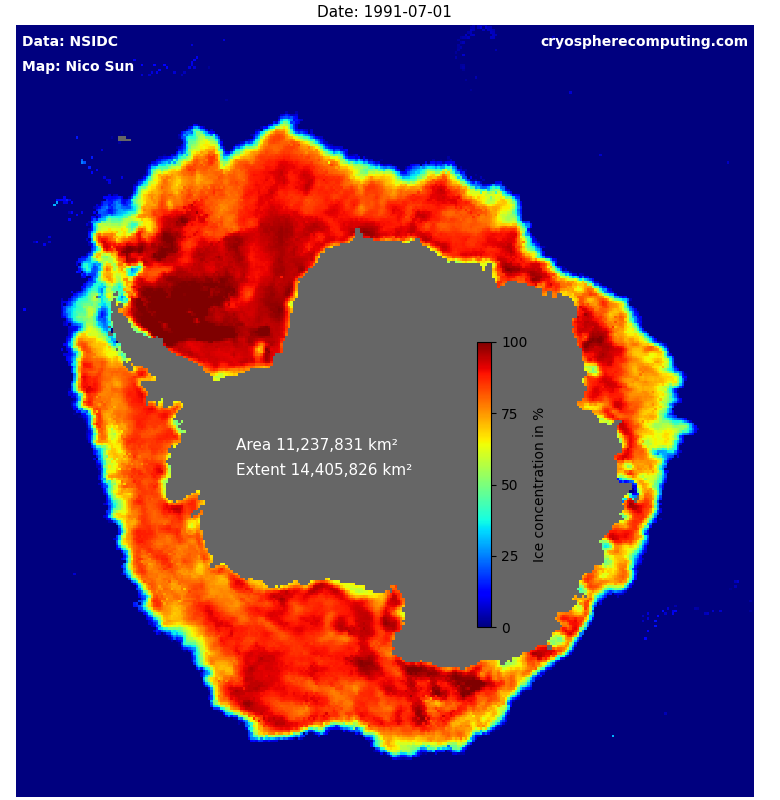 Date: 1991-07-01
Data: NSIDC
cryospherecomputing.com
Map: Nico Sun
100
75
Area 11,237,831 km²
Extent 14,405,826 km²
50
25
0
Ice concentration in %